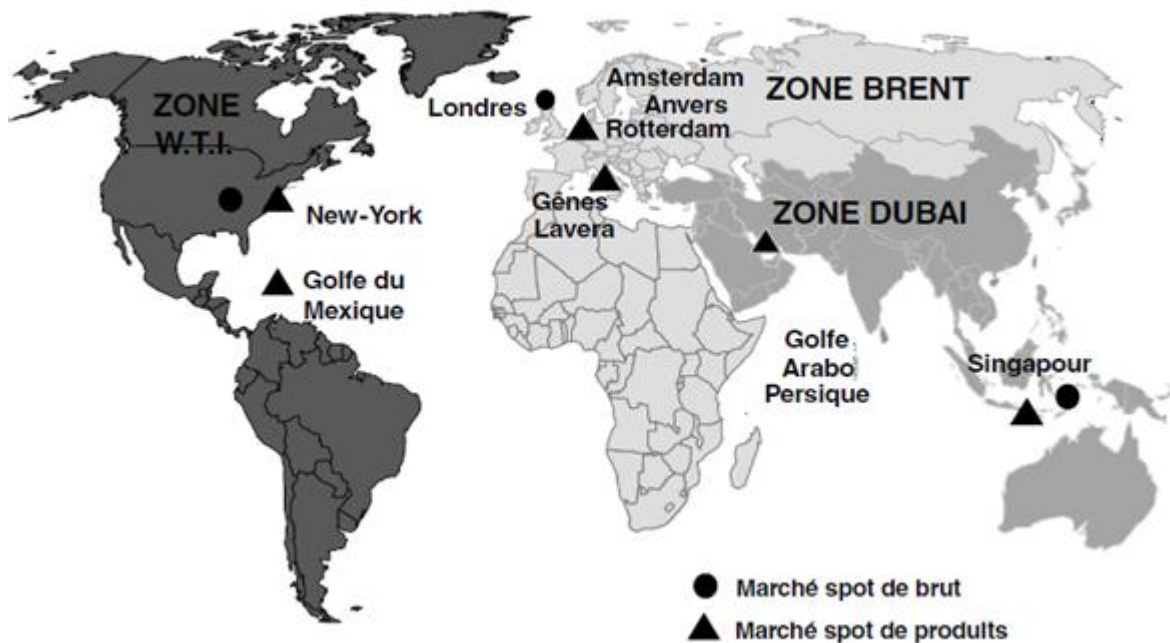 ZONE
W.T.I.
New-York
Golfe du
Mexique
Londres
Amsterdam
Anvers
Rotterdam
Gênes
Lavera
ZONE BRENT
ZONE DUBAI
Golfe
Arabo
Persique
Singapour
Marché spot de brut
Marché spot de produits